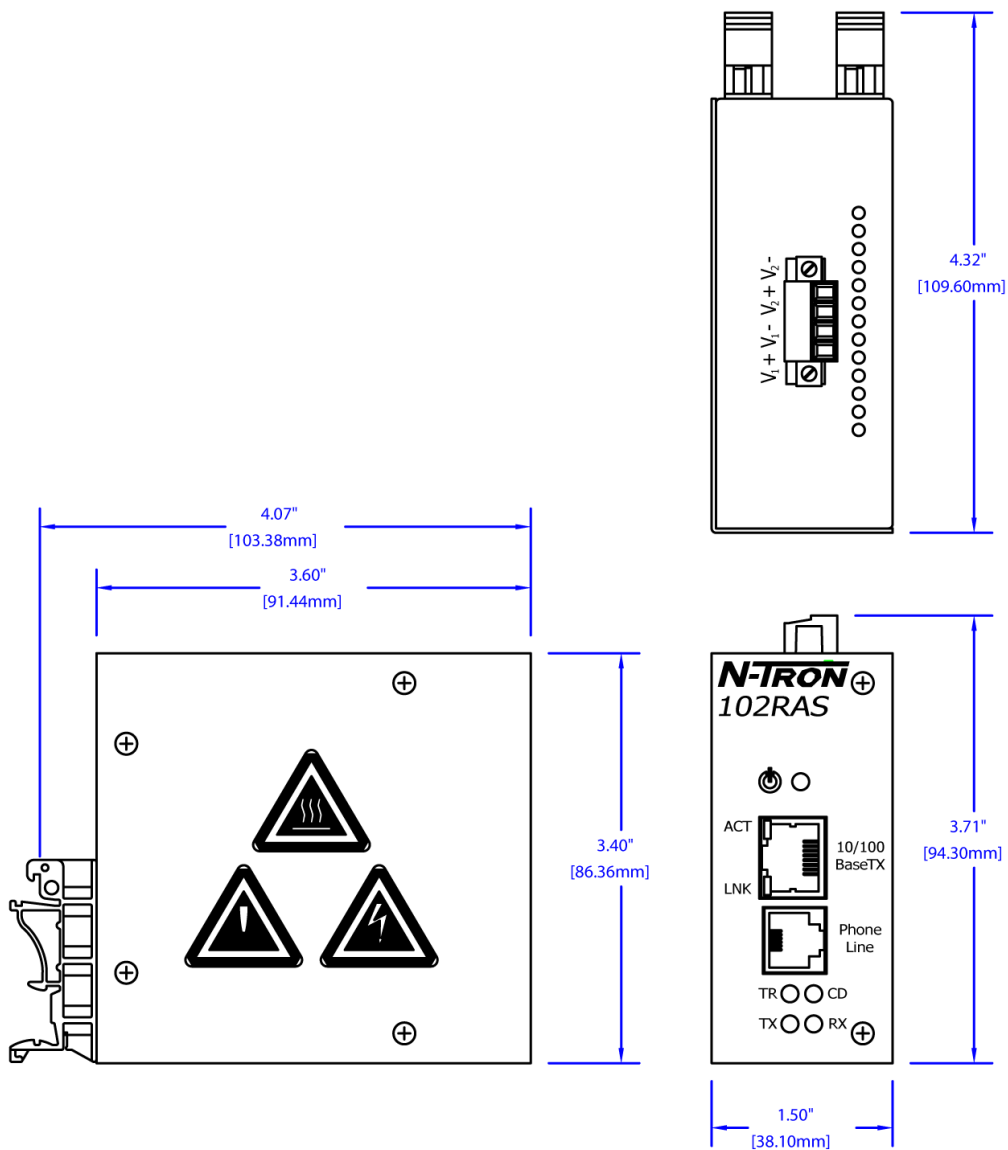 4.32"
[109.60mm]
V₁ + V₁ - V₂ + V₂ -
4.07"
[103.38mm]
3.60"
[91.44mm]
3.40"
[86.36mm]
N-TRON
102RAS
ACT
10/100
BaseTX
LNK
Phone
Line
TR CD
TX RX
3.71"
[94.30mm]
1.50"
[38.10mm]